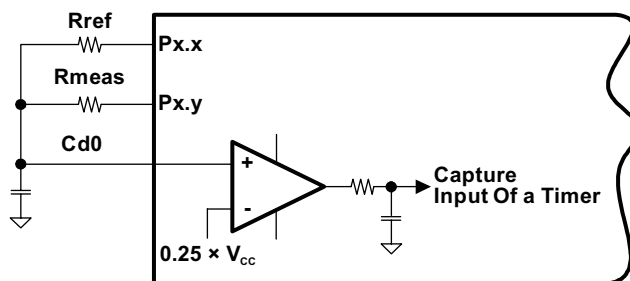 Rref
Px.x
Rmeas
Px.y
Cd0
+
-
Capture
Input Of a Timer
0.25 × Vcc